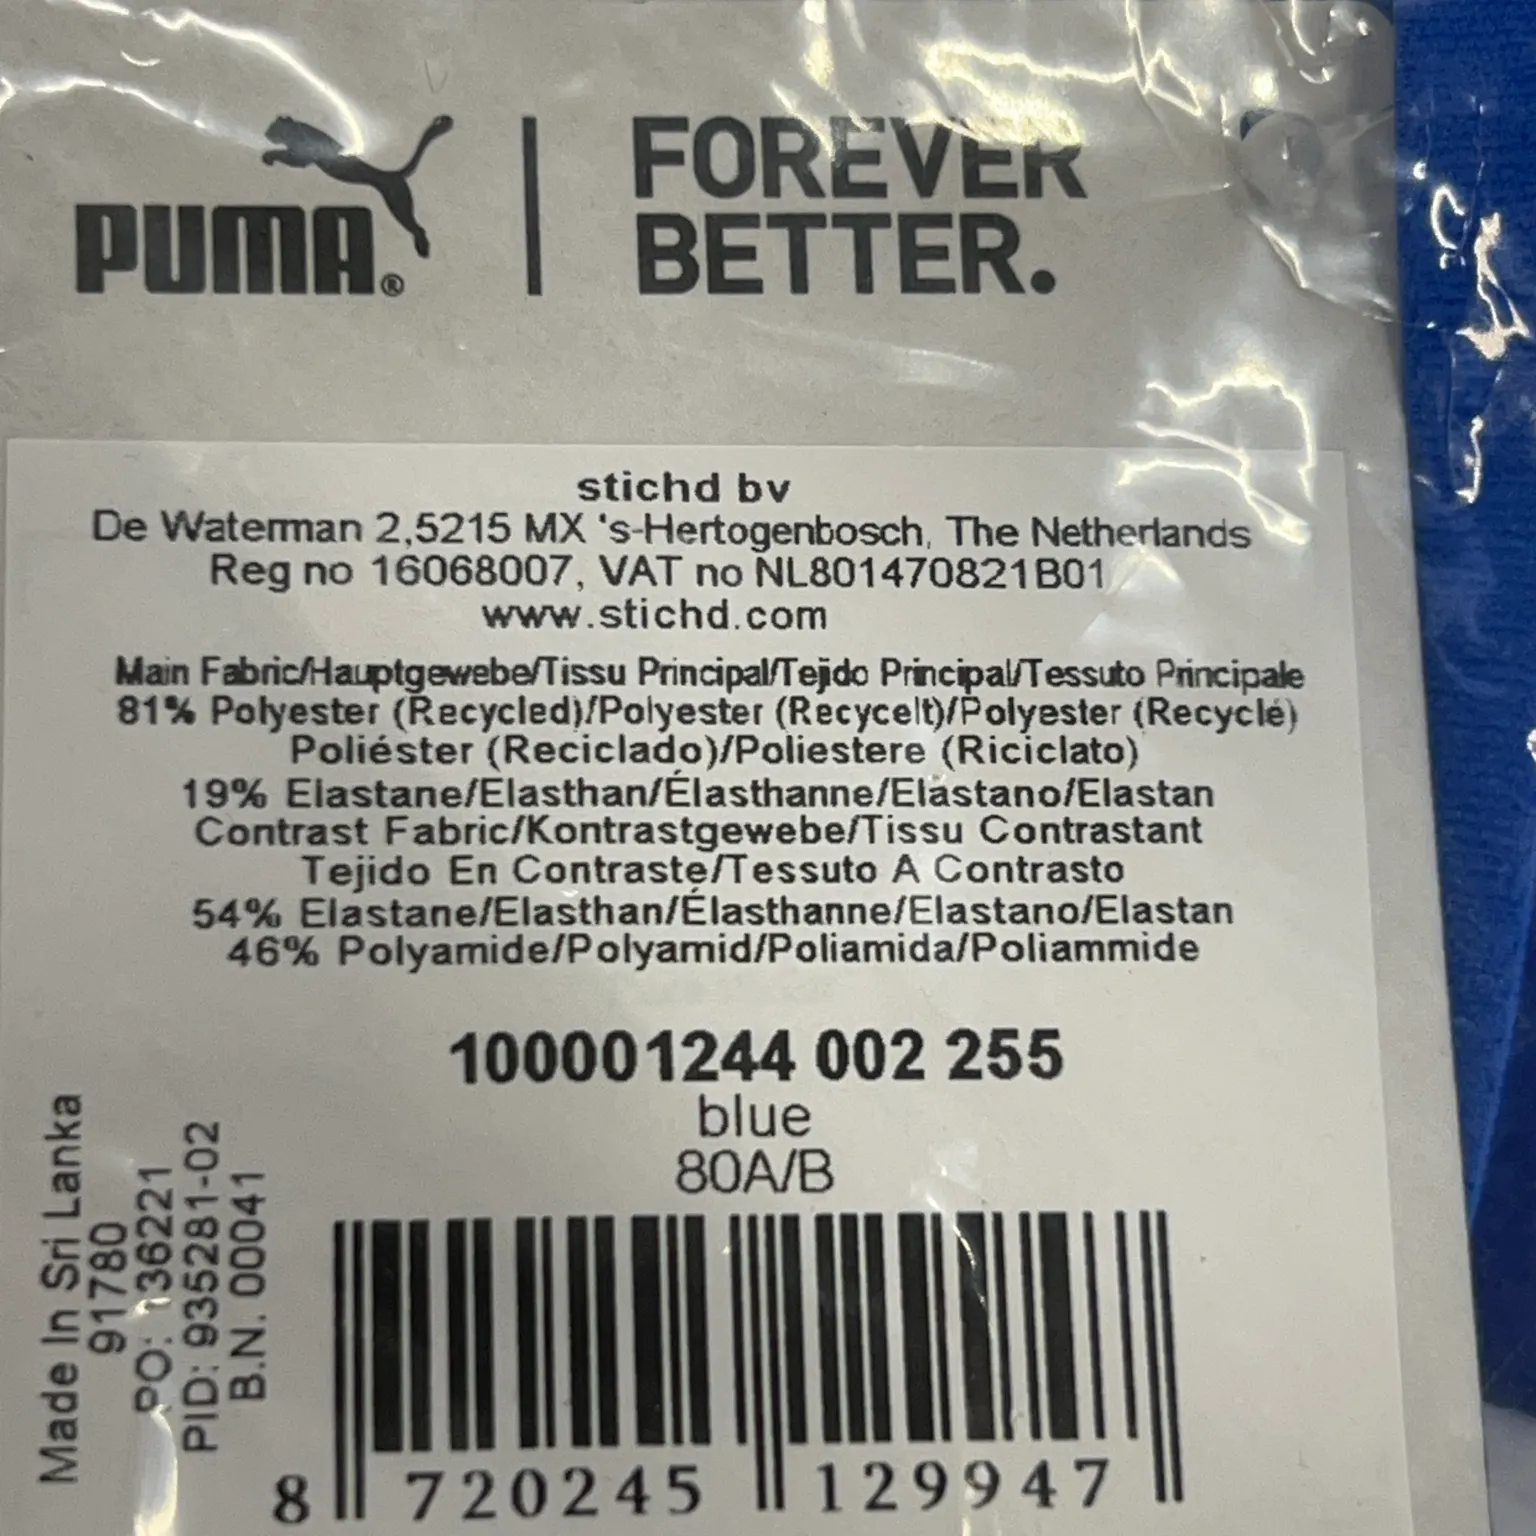 PUMA®
FOREVER
BETTER.
stichd bv
De Waterman 2,5215 MX 's-Hertogenbosch, The Netherlands
Reg no 16068007, VAT no NL801470821B01
www.stichd.com
Main Fabric/Hauptgewebe/Tissu Principal/Tejido Principal/Tessuto Principale
81% Polyester (Recycled)/Polyester (Recycelt)/Polyester (Recyclé)
Poliéster (Reciclado)/Poliestere (Riciclato)
19% Elastane/Elasthan/Élasthanne/Elastano/Elastan
Contrast Fabric/Kontrastgewebe/Tissu Contrastant
Tejido En Contraste/Tessuto A Contrasto
54% Elastane/Elasthan/Élasthanne/Elastano/Elastan
46% Polyamide/Polyamid/Poliamida/Poliammide
100001244 002 255
blue
80A/B
Made In Sri Lanka
91780
PO: 136221
PID: 935281-02
B.N. 00041
8 720245 129947